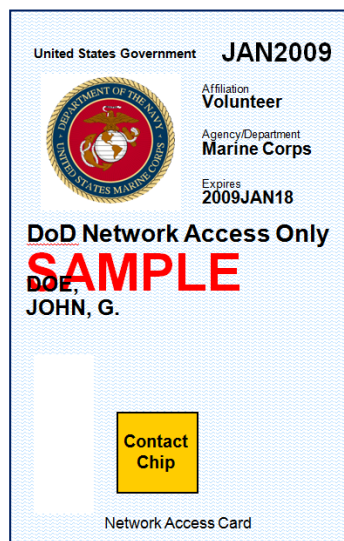 United States Government JAN2009
DEPARTMENT OF THE NAVY
UNITED STATES MARINE CORPS
Affiliation
Volunteer
Agency/Department
Marine Corps
Expires
2009JAN18
DoD Network Access Only
SAMPLE
DOE,
JOHN, G.
Contact
Chip
Network Access Card